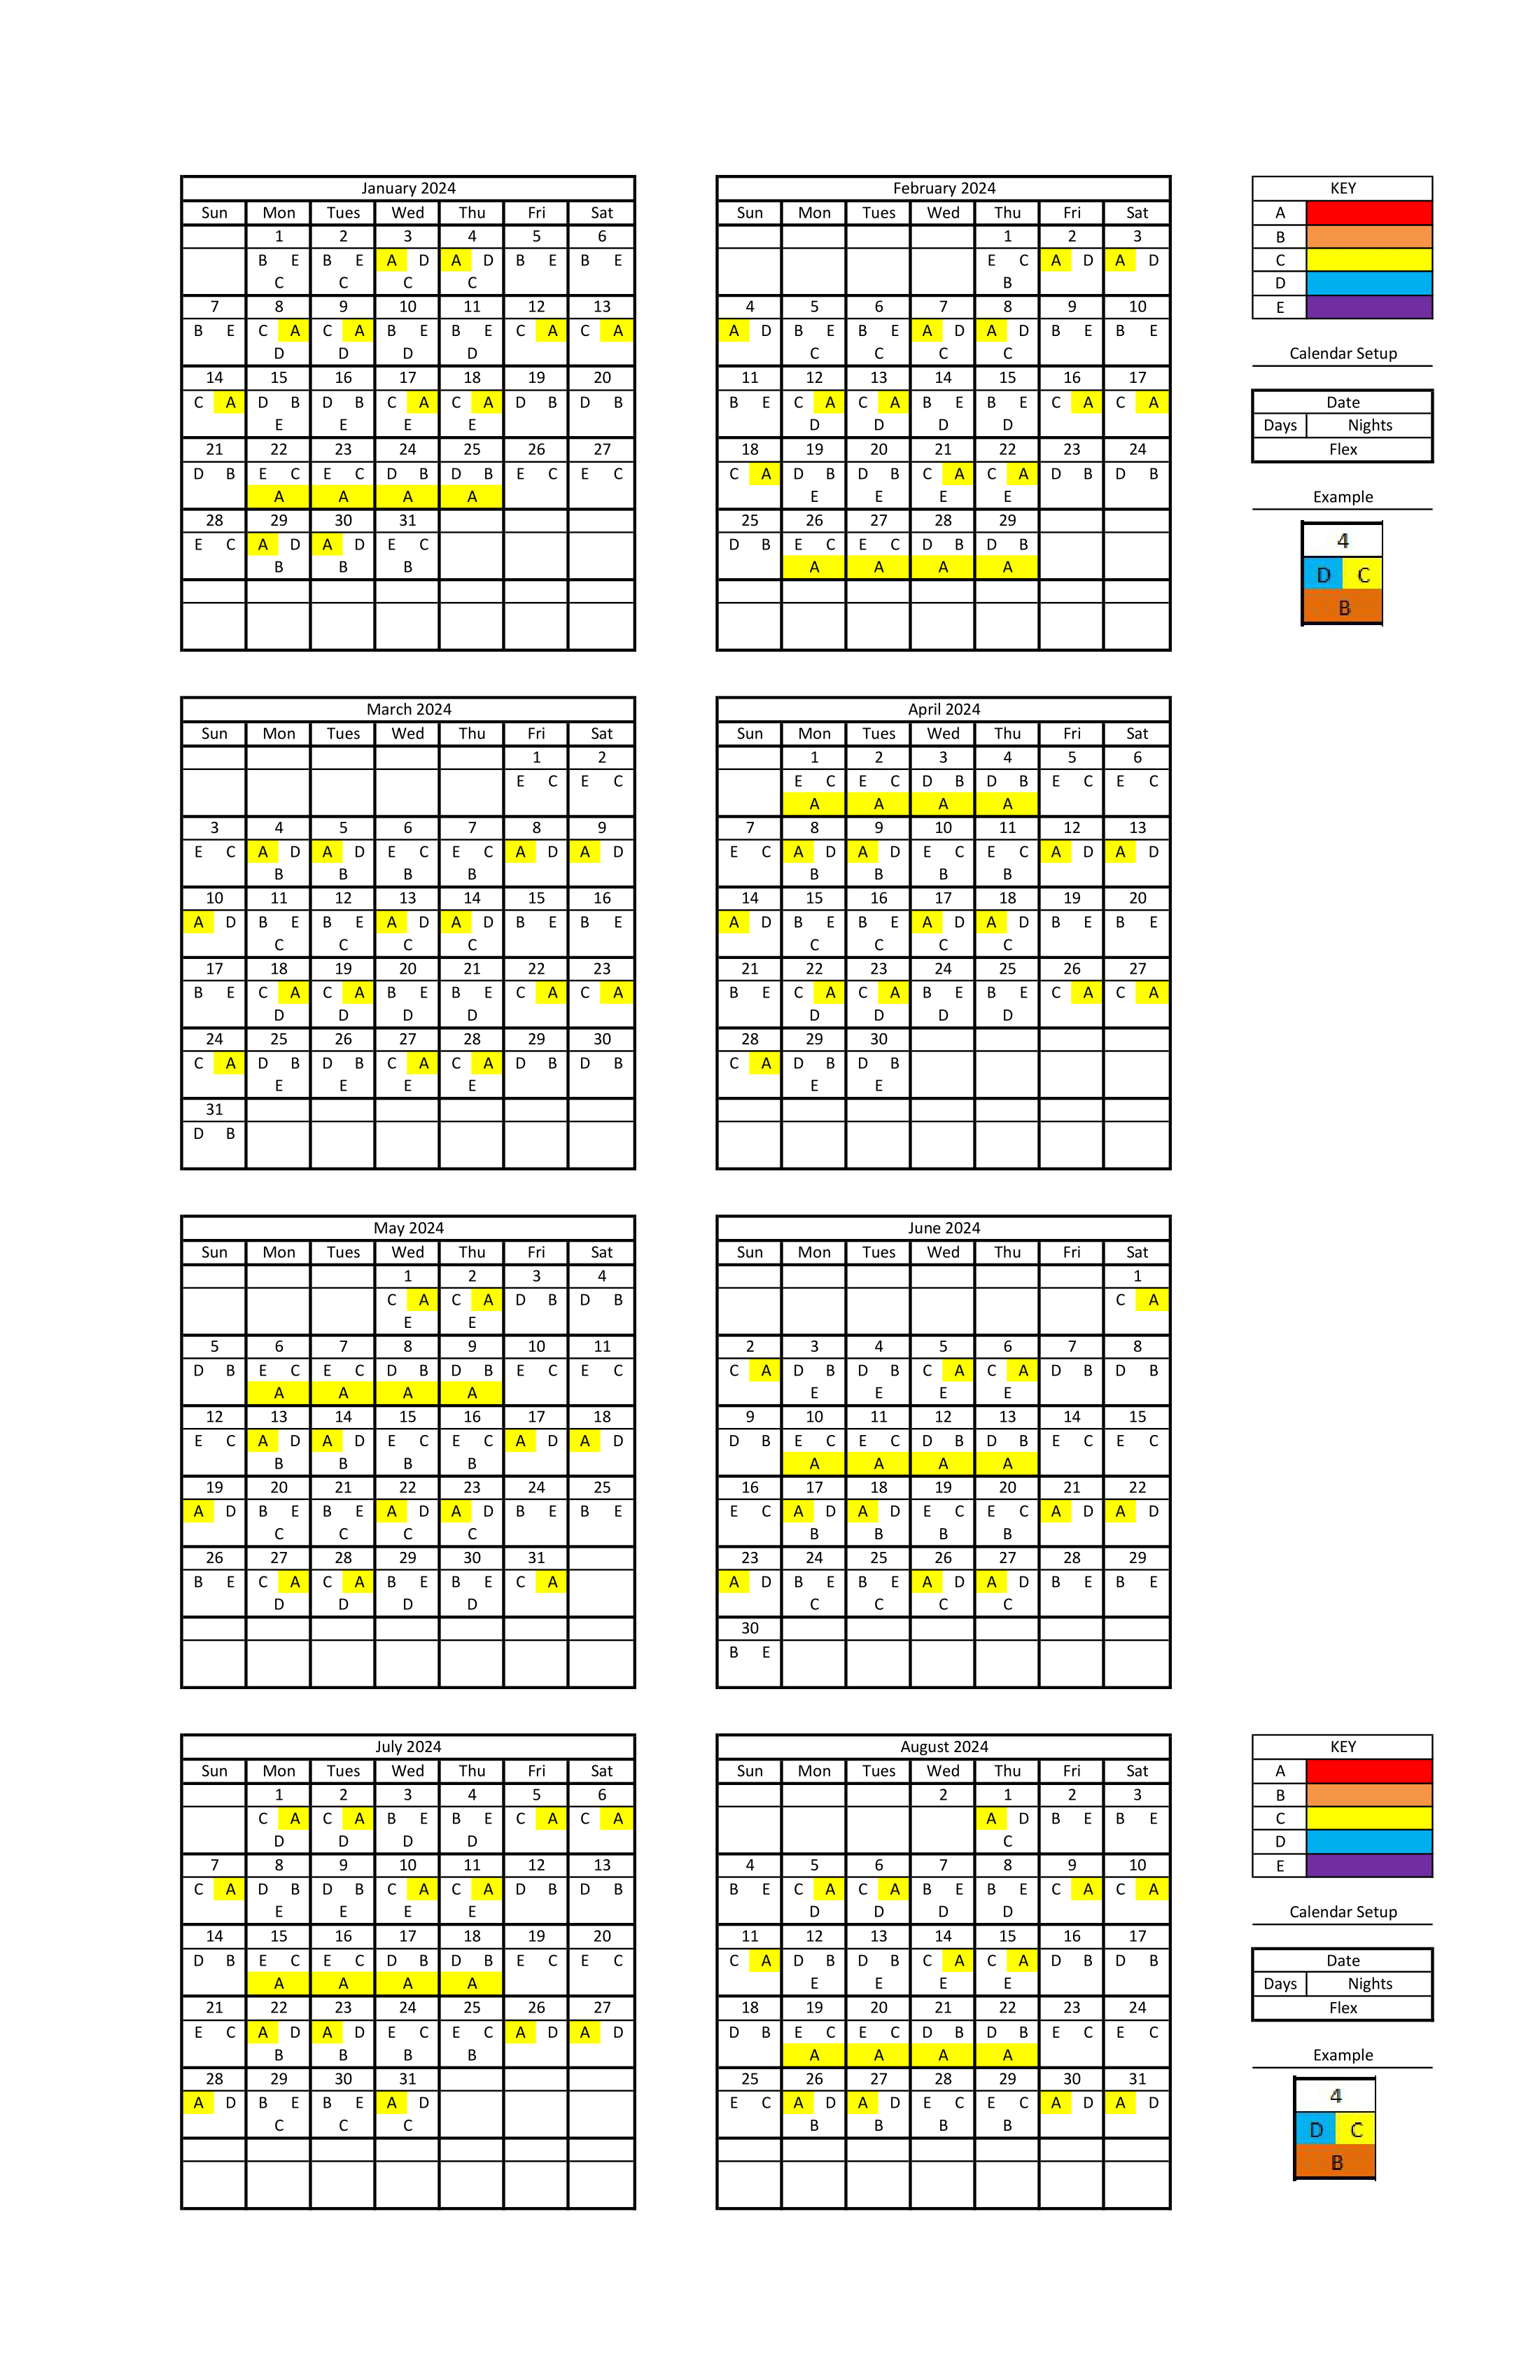 January 2024
Sun Mon Tues Wed Thu Fri Sat
1 2 3 4 5 6
B E B E A D A D B E B E
C C C C
7 8 9 10 11 12 13
B E C A C A B E B E C A C A
D D D D
14 15 16 17 18 19 20
C A D B D B C A C A D B D B
E E E E
21 22 23 24 25 26 27
D B E C E C D B D B E C E C
A A A A
28 29 30 31
E C A D A D E C
B B B
February 2024
Sun Mon Tues Wed Thu Fri Sat
1 2 3
E C A D A D
B
4 5 6 7 8 9 10
A D B E B E A D A D B E B E
C C C C
11 12 13 14 15 16 17
B E C A C A B E B E C A C A
D D D D
18 19 20 21 22 23 24
C A D B D B C A C A D B D B
E E E E
25 26 27 28 29
D B E C E C D B D B
A A A A
KEY
A
B
C
D
E
Calendar Setup
Date
Days Nights
Flex
Example
4
D C
B
March 2024
Sun Mon Tues Wed Thu Fri Sat
1 2
E C E C
3 4 5 6 7 8 9
E C A D A D E C E C A D A D
B B B B
10 11 12 13 14 15 16
A D B E B E A D A D B E B E
C C C C
17 18 19 20 21 22 23
B E C A C A B E B E C A C A
D D D D
24 25 26 27 28 29 30
C A D B D B C A C A D B D B
E E E E
31
D B
April 2024
Sun Mon Tues Wed Thu Fri Sat
1 2 3 4 5 6
E C E C D B D B E C E C
A A A A
7 8 9 10 11 12 13
E C A D A D E C E C A D A D
B B B B
14 15 16 17 18 19 20
A D B E B E A D A D B E B E
C C C C
21 22 23 24 25 26 27
B E C A C A B E B E C A C A
D D D D
28 29 30
C A D B D B
E E
May 2024
Sun Mon Tues Wed Thu Fri Sat
1 2 3 4
C A C A D B D B
E E
5 6 7 8 9 10 11
D B E C E C D B D B E C E C
A A A A
12 13 14 15 16 17 18
E C A D A D E C E C A D A D
B B B B
19 20 21 22 23 24 25
A D B E B E A D A D B E B E
C C C C
26 27 28 29 30 31
B E C A C A B E B E C A
D D D D
June 2024
Sun Mon Tues Wed Thu Fri Sat
1
C A
2 3 4 5 6 7 8
C A D B D B C A C A D B D B
E E E E
9 10 11 12 13 14 15
D B E C E C D B D B E C E C
A A A A
16 17 18 19 20 21 22
E C A D A D E C E C A D A D
B B B B
23 24 25 26 27 28 29
A D B E B E A D A D B E B E
C C C C
30
B E
July 2024
Sun Mon Tues Wed Thu Fri Sat
1 2 3 4 5 6
C A C A B E B E C A C A
D D D D
7 8 9 10 11 12 13
C A D B D B C A C A D B D B
E E E E
14 15 16 17 18 19 20
D B E C E C D B D B E C E C
A A A A
21 22 23 24 25 26 27
E C A D A D E C E C A D A D
B B B B
28 29 30 31
A D B E B E A D
C C C
August 2024
Sun Mon Tues Wed Thu Fri Sat
2 1 2 3
A D B E B E
C
4 5 6 7 8 9 10
B E C A C A B E B E C A C A
D D D D
11 12 13 14 15 16 17
C A D B D B C A C A D B D B
E E E E
18 19 20 21 22 23 24
D B E C E C D B D B E C E C
A A A A
25 26 27 28 29 30 31
E C A D A D E C E C A D A D
B B B B
KEY
A
B
C
D
E
Calendar Setup
Date
Days Nights
Flex
Example
4
D C
B